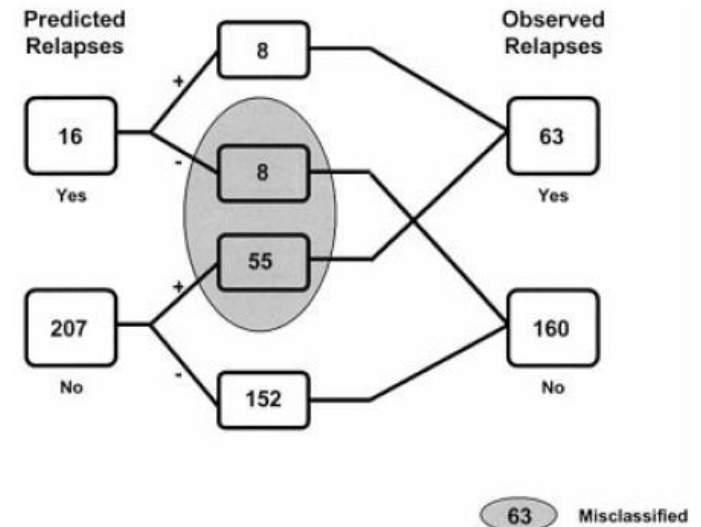 Predicted
Relapses
Observed
Relapses
8
+
16
63
-
8
Yes
Yes
55
+
207
160
-
No
No
152
63 Misclassified